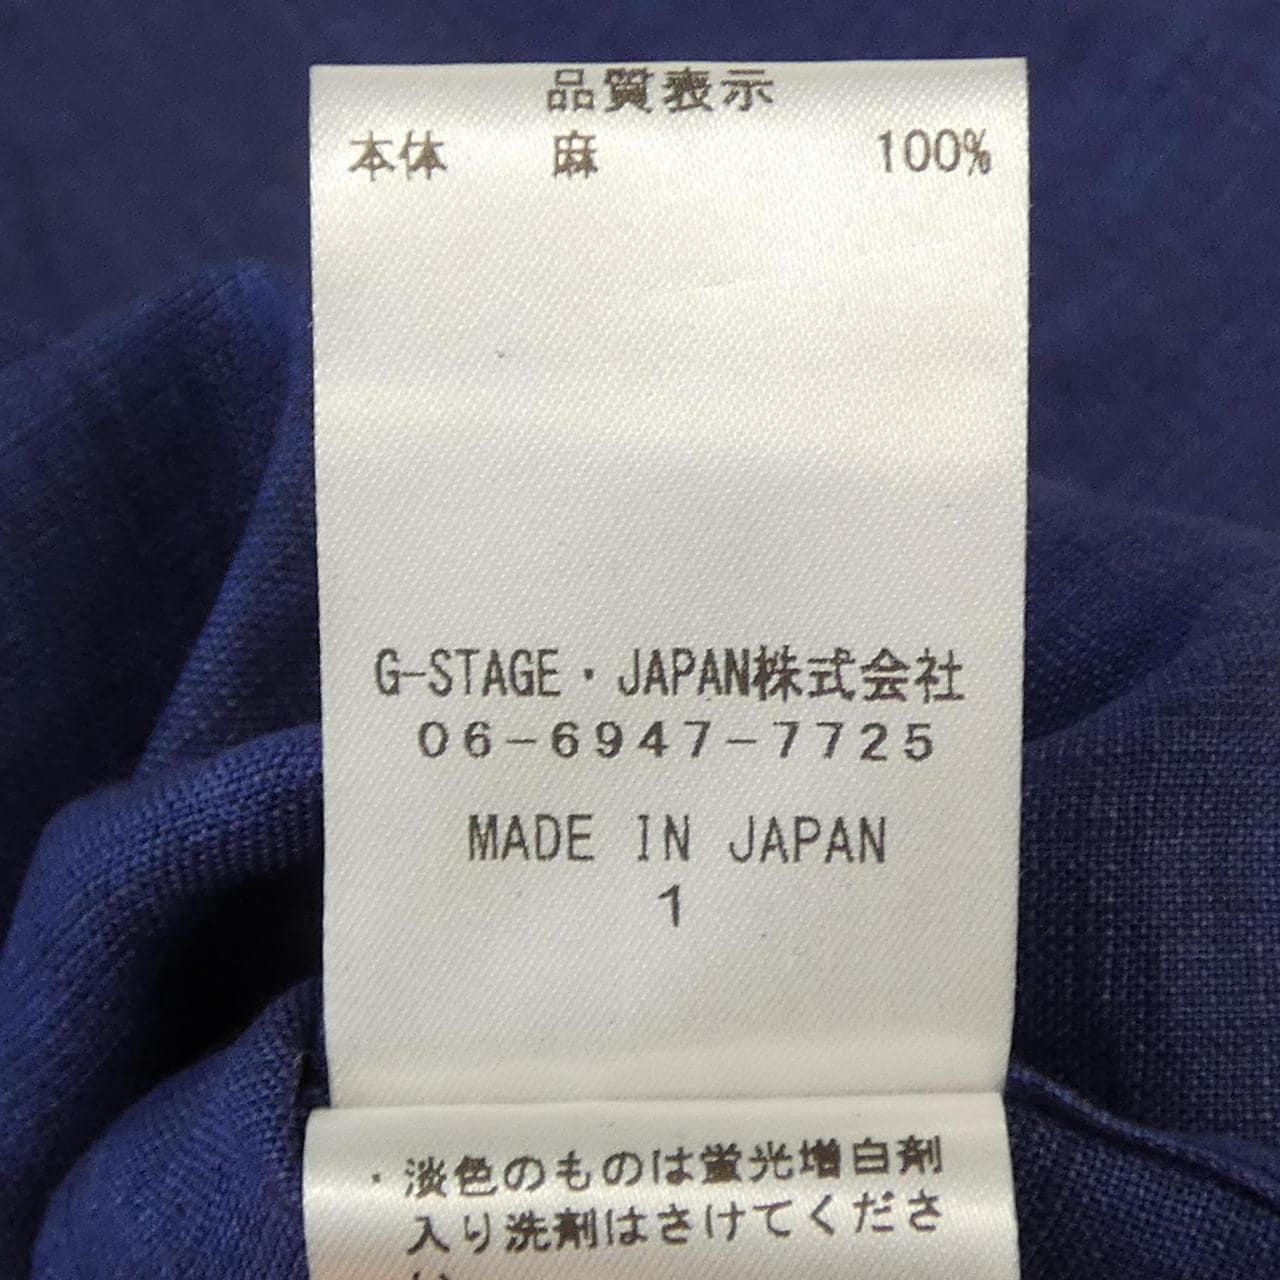 品質表示
本体 麻 100%
G-STAGE・JAPAN株式会社
06-6947-7725
MADE IN JAPAN
1
・淡色のものは蛍光増白剤
入り洗剤はさけてくださ